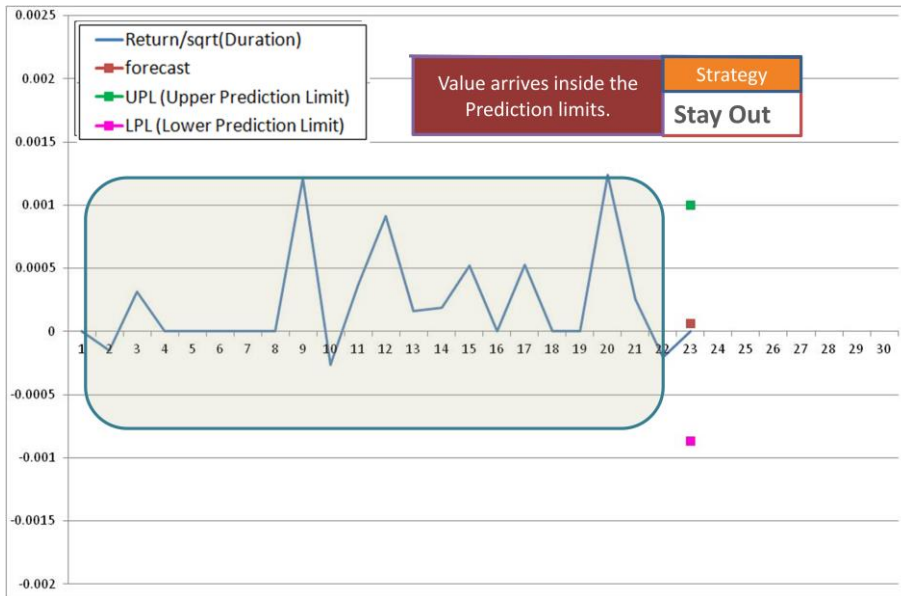 0.0025
Return/sqrt(Duration)
forecast
UPL (Upper Prediction Limit)
LPL (Lower Prediction Limit)
Value arrives inside the
Prediction limits.
Strategy
Stay Out
0.002
0.0015
0.001
0.0005
0
1 2 3 4 5 6 7 8 9 10 11 12 13 14 15 16 17 18 19 20 21 22 23 24 25 26 27 28 29 30
-0.0005
-0.001
-0.0015
-0.002